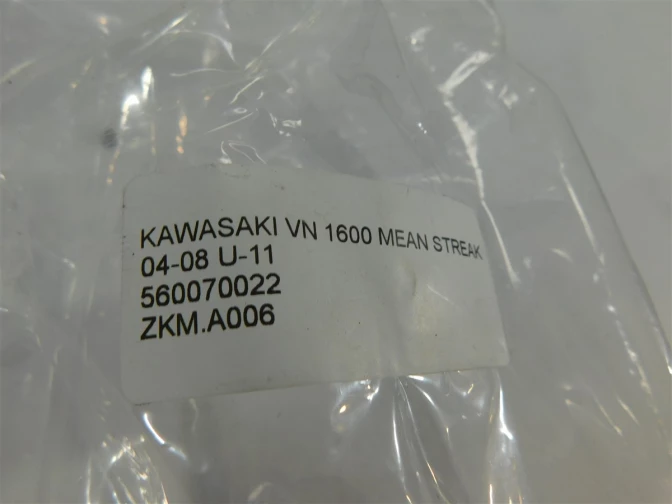 KAWASAKI VN 1600 MEAN STREAK
04-08 U-11
560070022
ZKM.A006